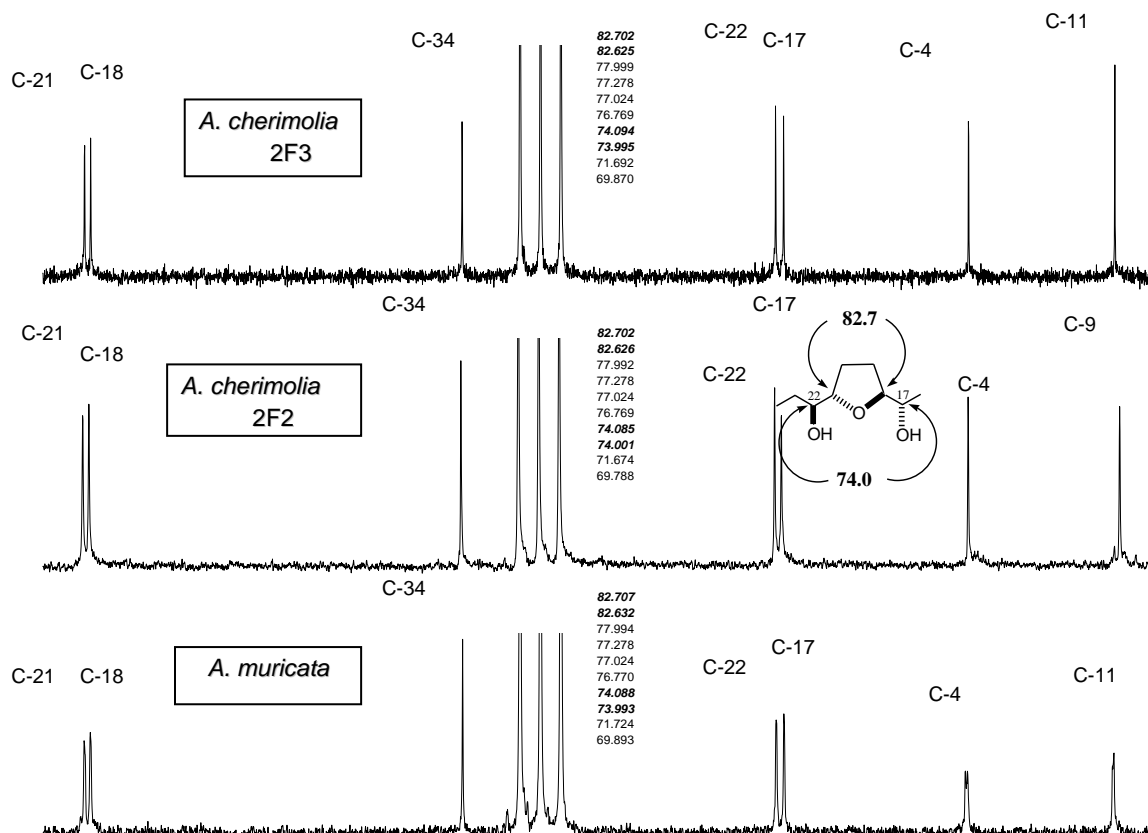 C-11
C-22 C-17
C-34
C-4
C-21 C-18
A. cherimolia
2F3
82.702
82.625
77.999
77.278
77.024
76.769
74.094
73.995
71.692
69.870
C-34
C-17
C-9
C-21
C-18
C-22
C-4
A. cherimolia
2F2
82.702
82.626
77.992
77.278
77.024
76.769
74.085
74.001
71.674
69.788
82.7
22
17
O
OH
OH
74.0
C-34
C-17
C-21 C-18
C-22
C-11
C-4
A. muricata
82.707
82.632
77.994
77.278
77.024
76.770
74.088
73.993
71.724
69.893